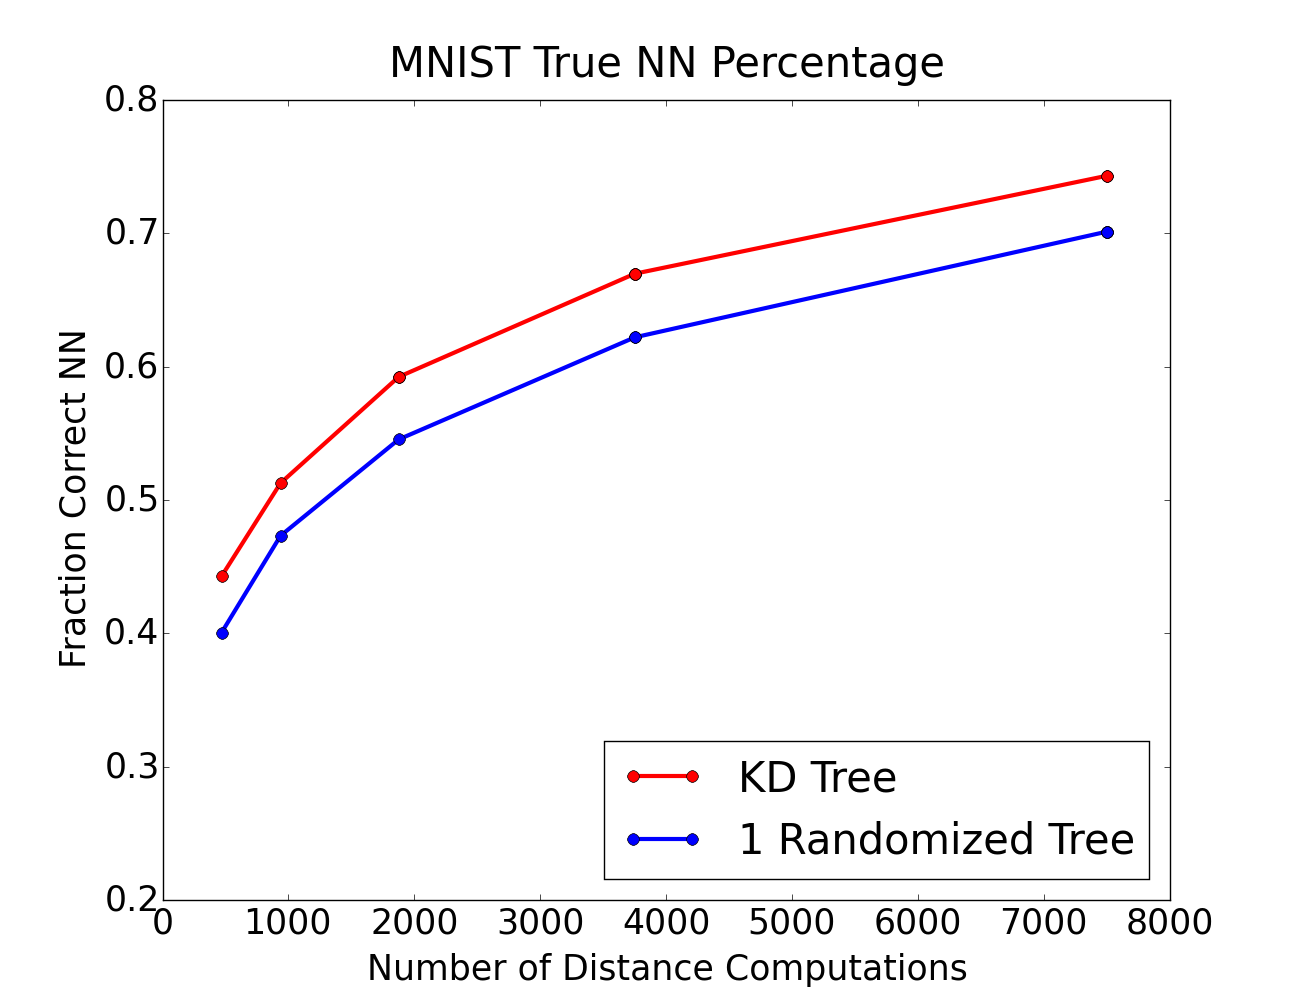 MNIST True NN Percentage
Fraction Correct NN
0.8
0.7
0.6
0.5
0.4
0.3
0.2
KD Tree
1 Randomized Tree
0 1000 2000 3000 4000 5000 6000 7000 8000
Number of Distance Computations